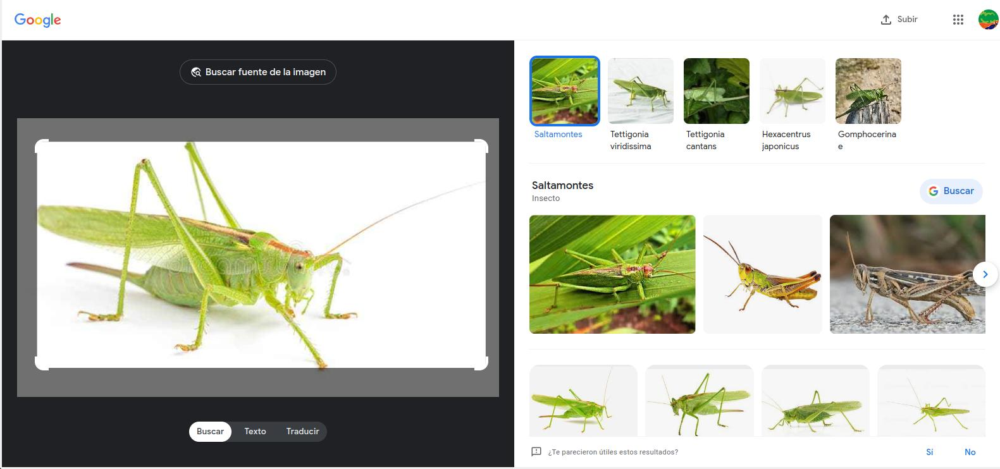 Google
Subir
Buscar fuente de la imagen
Buscar
Texto
Traducir
Saltamontes
Tettigonia
viridissima
Tettigonia
cantans
Hexacentrus
japonicus
Gomphocerina
e
Saltamontes
Insecto
Buscar
¿Te parecieron útiles estos resultados?
Sí
No